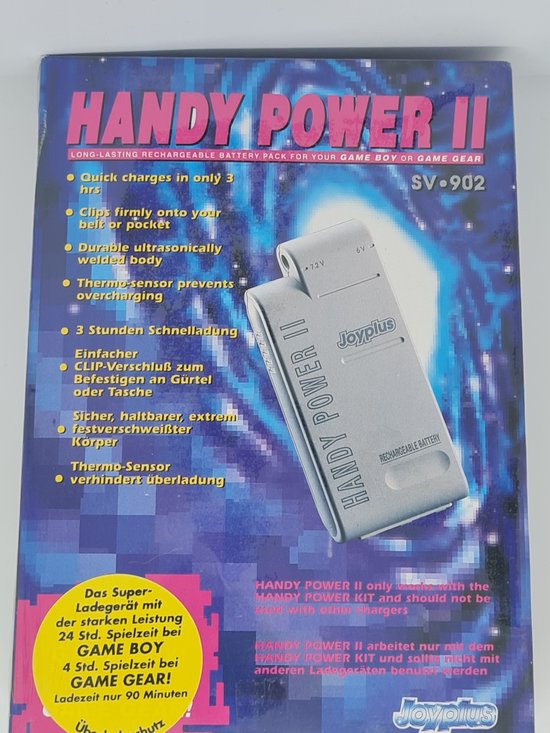 HANDY POWER II
LONG-LASTING RECHARGEABLE BATTERY PACK FOR YOUR GAME BOY OR GAME GEAR
SV•902
• Quick charges in only 3
hrs
• Clips firmly onto your
belt or pocket
• Durable ultrasonically
welded body
• Thermo-sensor prevents
overcharging
• 3 Stunden Schnelladung
Einfacher
• CLIP-Verschluß zum
Befestigen an Gürtel
oder Tasche
Sicher, haltbarer, extrem
• festverschweißter
Körper
Thermo-Sensor
• verhindert überladung
7.2V
6V
Joyplus
HANDY POWER II
RECHARGEABLE BATTERY
HANDY POWER II only works with the
HANDY POWER KIT and should not be
used with other chargers
HANDY POWER II arbeitet nur mit dem
HANDY POWER KIT und sollte nicht mit
anderen Ladegeräten benutzt werden
Das Super-
Ladegerät mit
der starken Leistung
24 Std. Spielzeit bei
GAME BOY
4 Std. Spielzeit bei
GAME GEAR!
Ladezeit nur 90 Minuten
Joyplus